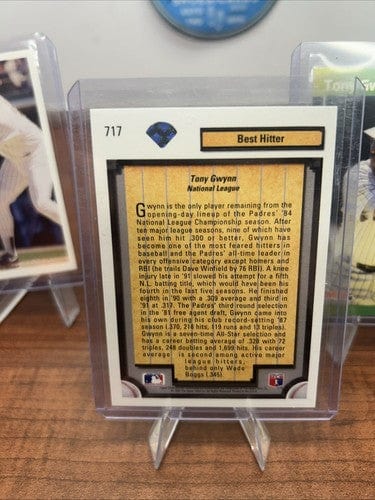 717
Best Hitter
Tony Gwynn
National League
Gwynn is the only player remaining from the
opening-day lineup of the Padres' '84
National League Championship season. After
ten major league seasons, nine of which have
seen him hit .300 or better, Gwynn has
become one of the most feared hitters in
baseball and the Padres' all-time leader in
every offensive category except homers and
RBI (he trails Dave Winfield by 76 RBI). A knee
injury late in '91 slowed his attempt for a fifth
N.L. batting title, which would have been his
fourth in the last five seasons. He finished
eighth in '90 with a .309 average and third in
'91 at .317. The Padres' third round selection
in the '81 free agent draft, Gwynn came into
his own during his club record-setting '87
season (.370, 218 hits, 119 runs and 13 triples).
Gwynn is a seven-time All-Star selection and
has a career batting average of .328 with 72
triples, 248 doubles and 1,699 hits. His career
average is second among active major
league hitters,
behind only Wade
Boggs (.345)
Tony Gw